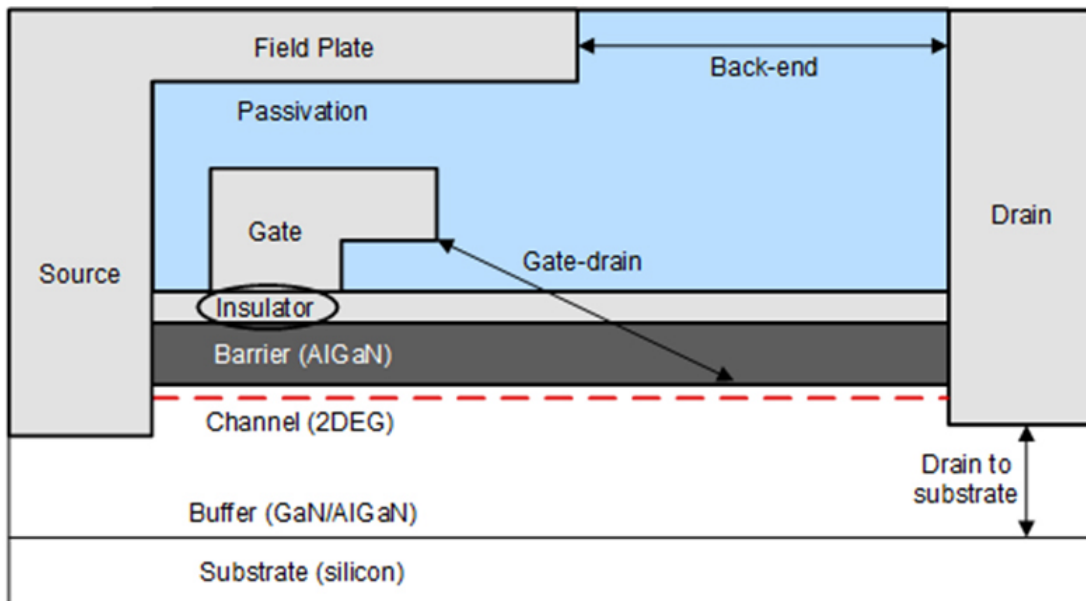 Field Plate
Back-end
Passivation
Gate
Drain
Gate-drain
Source
Insulator
Barrier (AlGaN)
Channel (2DEG)
Drain to
substrate
Buffer (GaN/AlGaN)
Substrate (silicon)